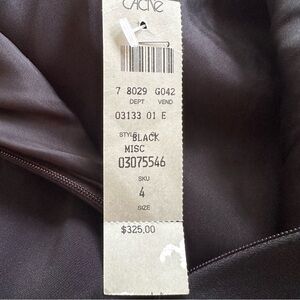 CACHE
7 8029 G042
DEPT VEND
03133 01 E
STYLE
BLACK
MISC
03075546
SKU
4
SIZE
$325.00